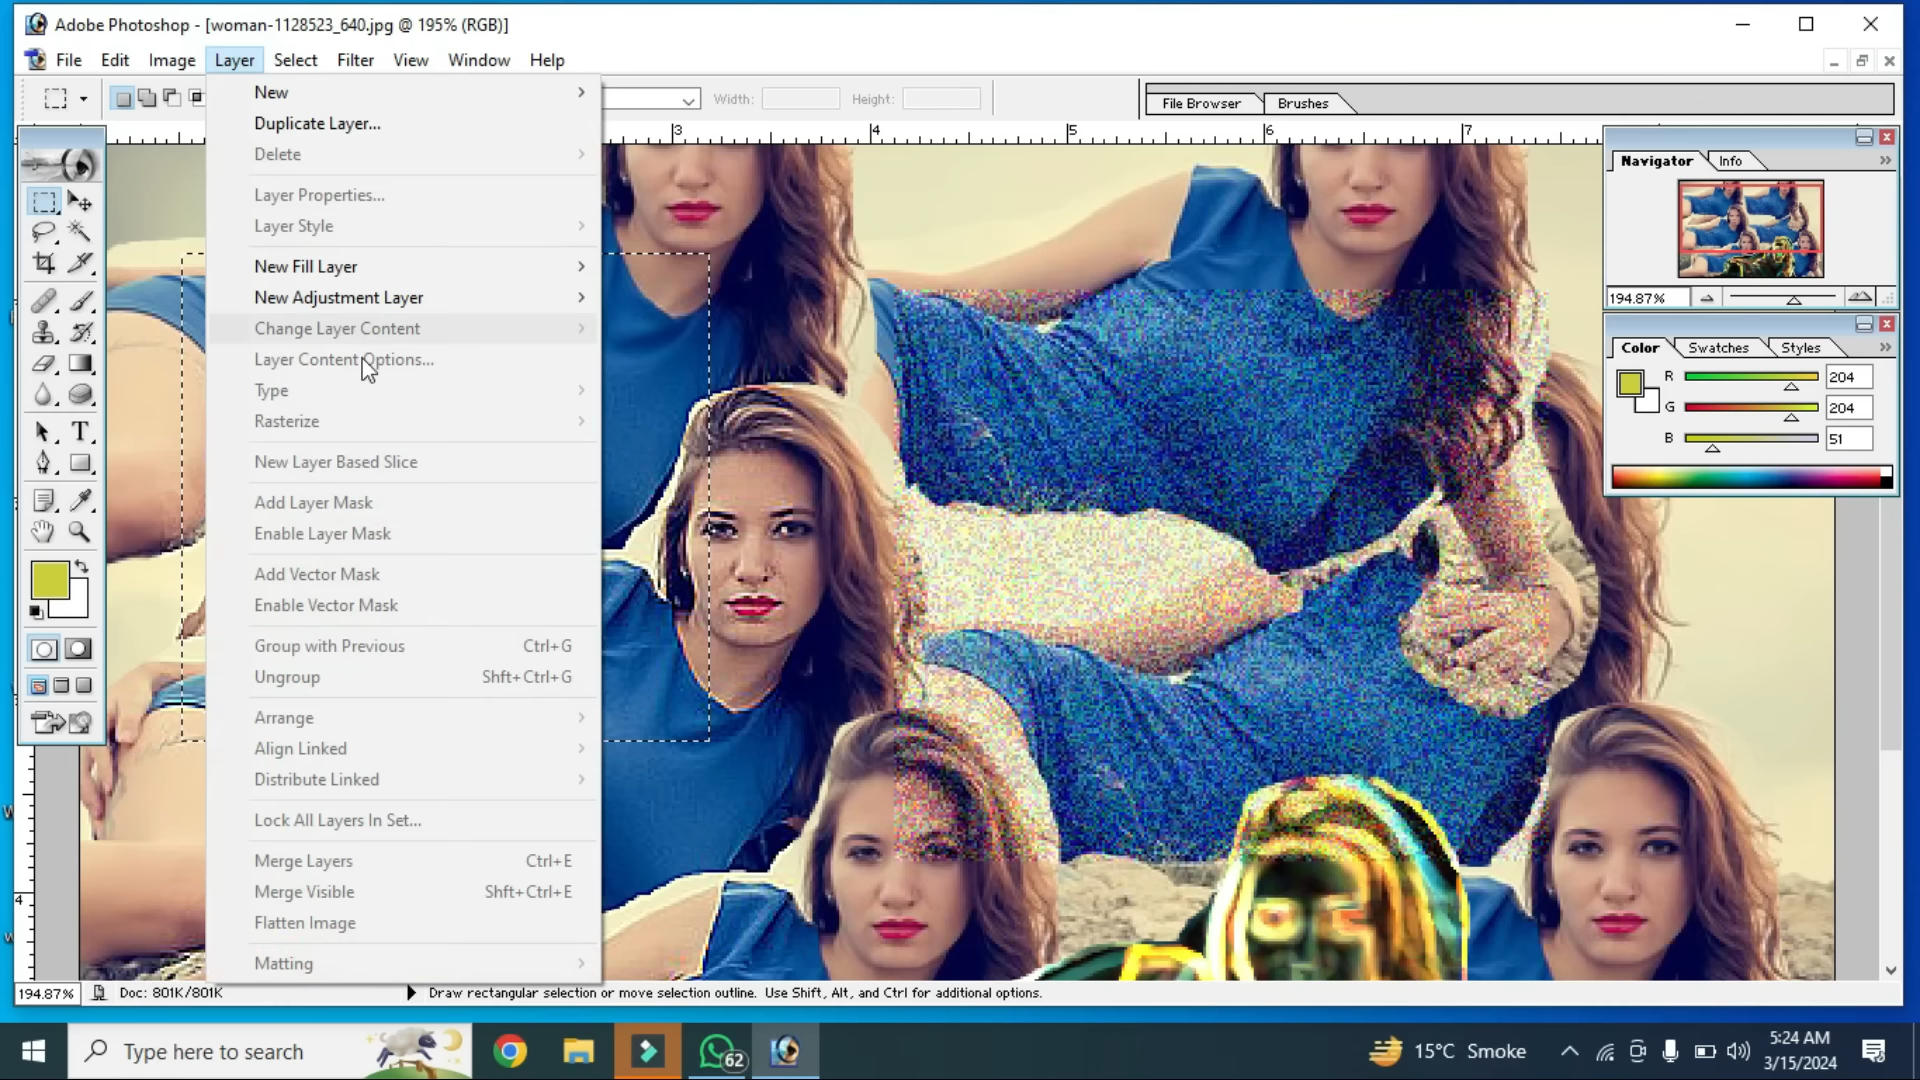 Adobe Photoshop - [woman-1128523_640.jpg @ 195% (RGB)]
File Edit Image Layer Select Filter View Window Help
Width: Height:
File Browser Brushes
3 4 5 6 7
New
Duplicate Layer...
Delete
Layer Properties...
Layer Style
New Fill Layer
New Adjustment Layer
Change Layer Content
Layer Content Options...
Type
Rasterize
New Layer Based Slice
Add Layer Mask
Enable Layer Mask
Add Vector Mask
Enable Vector Mask
Group with Previous Ctrl+G
Ungroup Shft+Ctrl+G
Arrange
Align Linked
Distribute Linked
Lock All Layers In Set...
Merge Layers Ctrl+E
Merge Visible Shft+Ctrl+E
Flatten Image
Matting
Navigator Info
194.87%
Color Swatches Styles
R 204
G 204
B 51
4
194.87% Doc: 801K/801K Draw rectangular selection or move selection outline. Use Shift, Alt, and Ctrl for additional options.
Type here to search
62
15°C Smoke
5:24 AM
3/15/2024